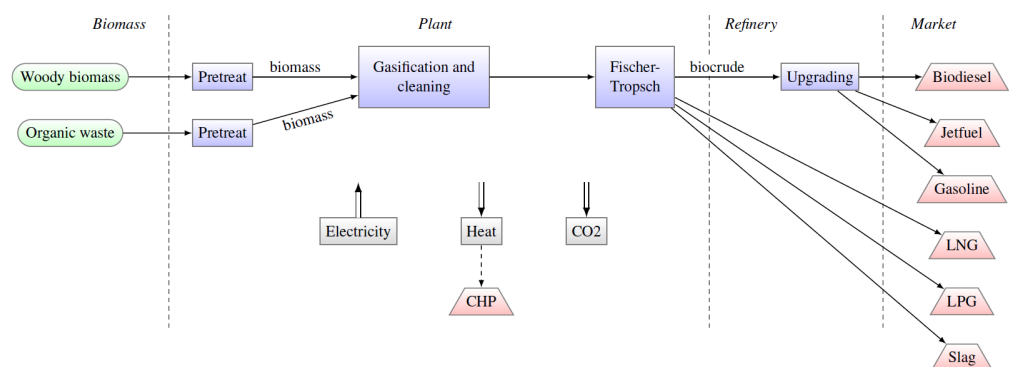 Biomass
Plant
Refinery
Market
Woody biomass
Pretreat
biomass
Gasification and
cleaning
Fischer-
Tropsch
biocrude
Upgrading
Biodiesel
Organic waste
Pretreat
biomass
Jetfuel
Gasoline
Electricity
Heat
CO2
LNG
CHP
LPG
Slag